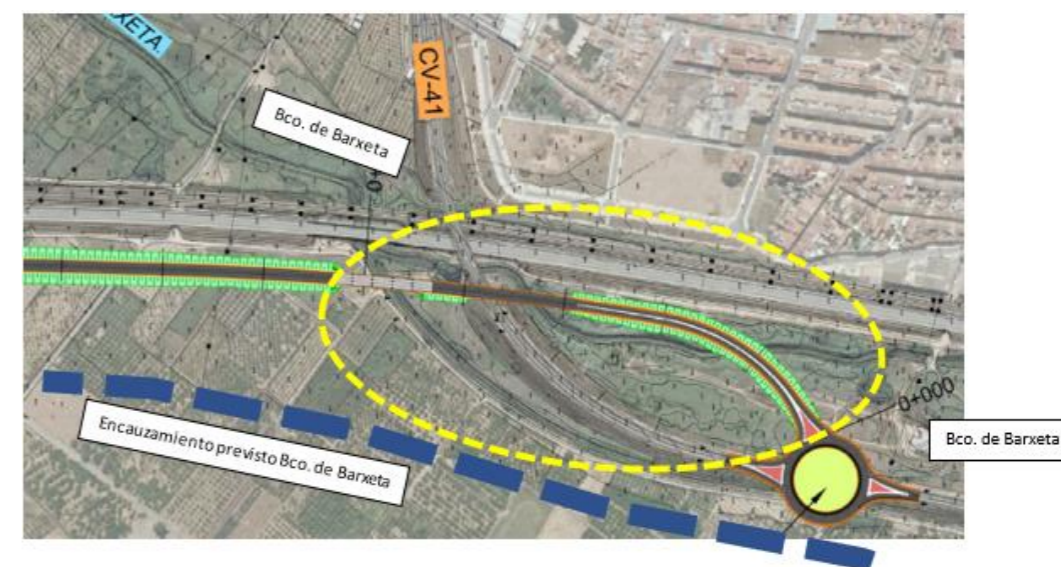 XETA.
CV-41
Bco. de Barxeta
Encauzamiento previsto Bco. de Barxeta
0+000
Bco. de Barxeta